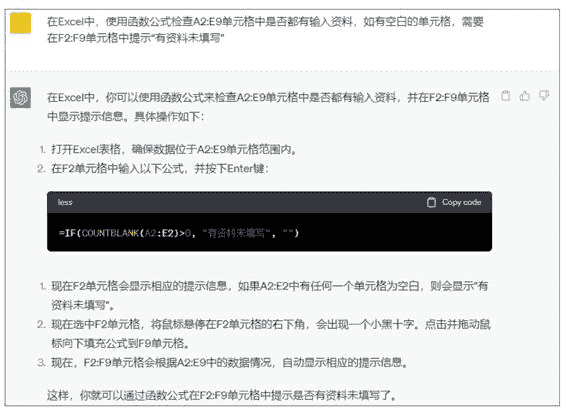 在Excel中，使用函数公式检查A2:E9单元格中是否都有输入资料，如有空白的单元格，需要
在F2:F9单元格中提示"有资料未填写"
在Excel中，你可以使用函数公式来检查A2:E9单元格中是否都有输入资料，并在F2:F9单元格
中显示提示信息。具体操作如下：
1. 打开Excel表格，确保数据位于A2:E9单元格范围内。
2. 在F2单元格中输入以下公式，并按下Enter键：
less
Copy code
=IF(COUNTBLANK(A2:E2)>0, "有资料未填写", "")
1. 现在F2单元格会显示相应的提示信息，如果A2:E2中有任何一个单元格为空白，则会显示"有
资料未填写"。
2. 现在选中F2单元格，将鼠标悬停在F2单元格的右下角，会出现一个小黑十字。点击并拖动鼠
标向下填充公式到F9单元格。
3. 现在，F2:F9单元格会根据A2:E9中的数据情况，自动显示相应的提示信息。
这样，你就可以通过函数公式在F2:F9单元格中提示是否有资料未填写了。